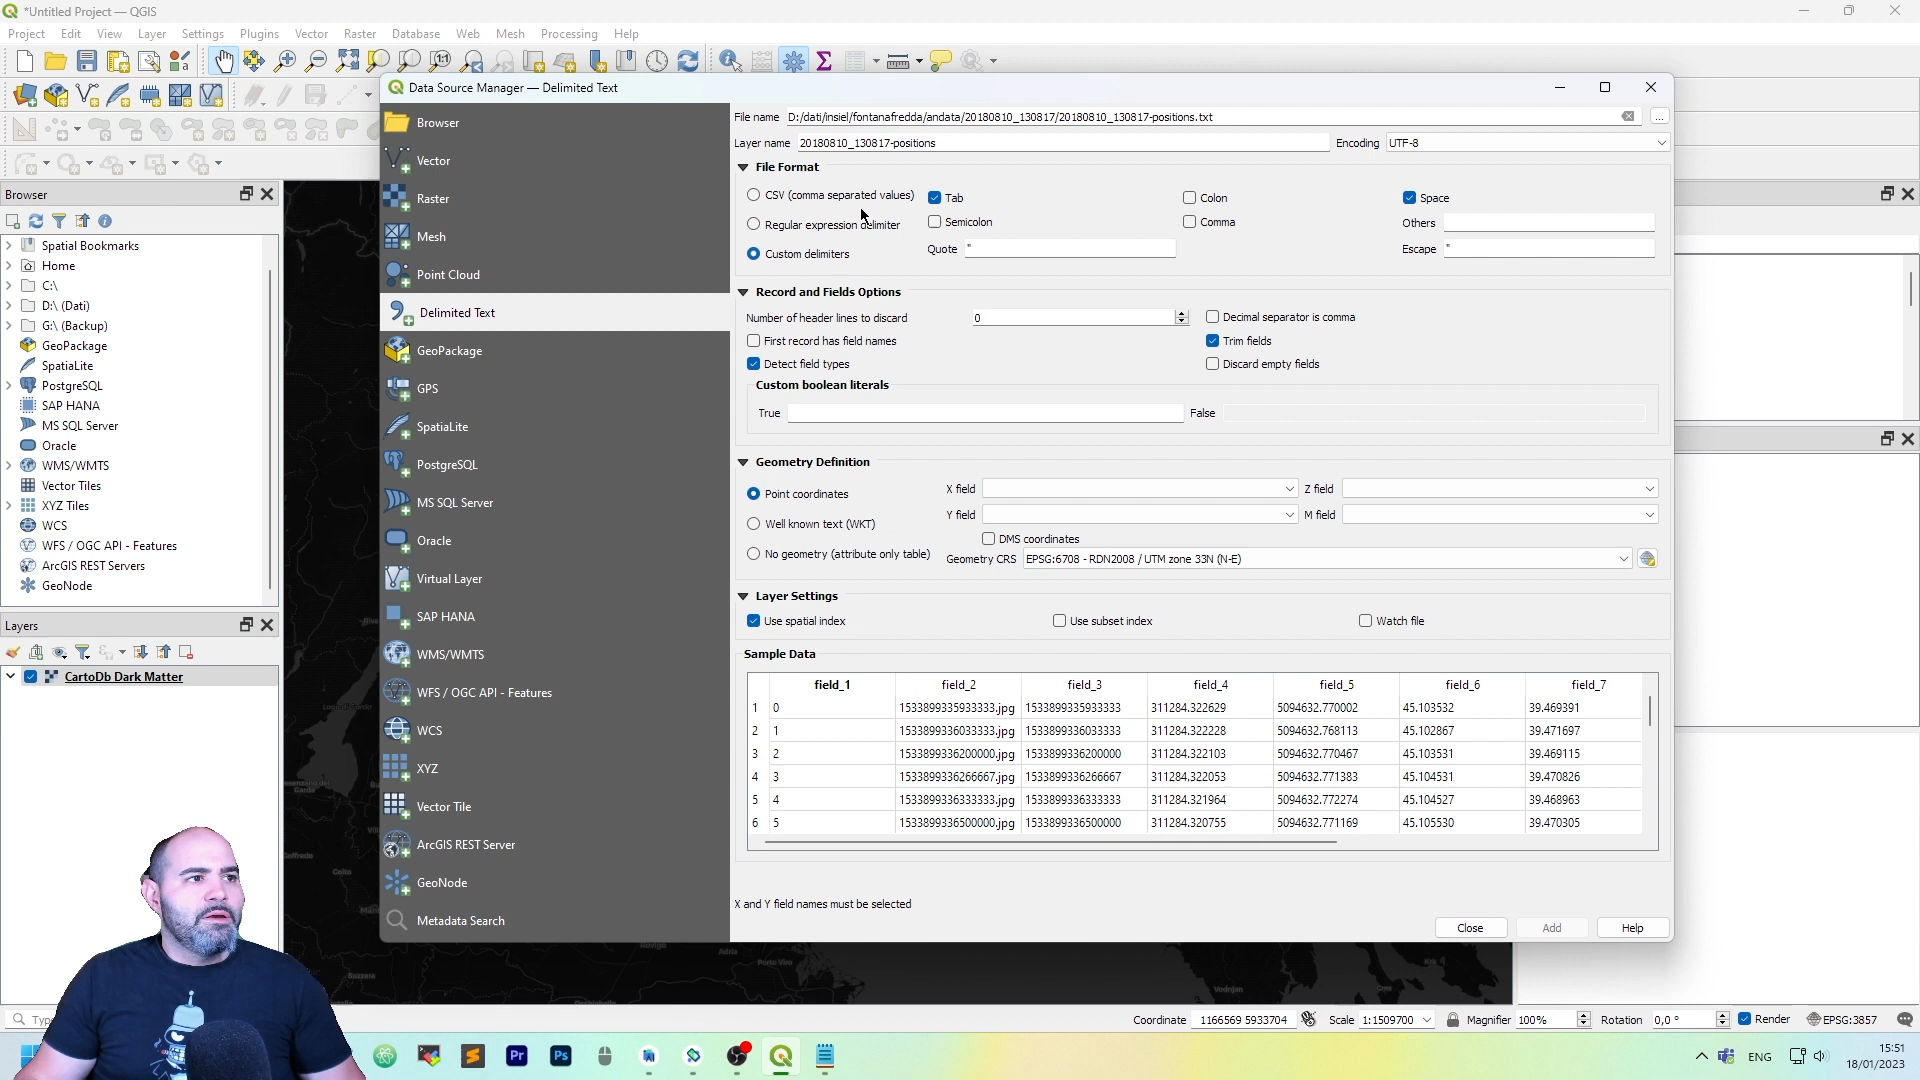 *Untitled Project — QGIS
Project Edit View Layer Settings Plugins Vector Raster Database Web Mesh Processing Help
Data Source Manager — Delimited Text
Browser
Spatial Bookmarks
Home
C:\
D:\ (Dati)
G:\ (Backup)
GeoPackage
SpatiaLite
PostgreSQL
SAP HANA
MS SQL Server
Oracle
WMS/WMTS
Vector Tiles
XYZ Tiles
WCS
WFS / OGC API - Features
ArcGIS REST Servers
GeoNode
Layers
CartoDb Dark Matter
Browser
Vector
Raster
Mesh
Point Cloud
Delimited Text
GeoPackage
GPS
SpatiaLite
PostgreSQL
MS SQL Server
Oracle
Virtual Layer
SAP HANA
WMS/WMTS
WFS / OGC API - Features
WCS
XYZ
Vector Tile
ArcGIS REST Server
GeoNode
Metadata Search
File name D:/dati/insiel/fontanafredda/andata/20180810_130817/20180810_130817-positions.txt ...
Layer name 20180810_130817-positions Encoding UTF-8
File Format
CSV (comma separated values) Tab Colon Space
Regular expression delimiter Semicolon Comma Others
Custom delimiters Quote " Escape "
Record and Fields Options
Number of header lines to discard 0 Decimal separator is comma
First record has field names Trim fields
Detect field types Discard empty fields
Custom boolean literals
True False
Geometry Definition
Point coordinates X field Z field
Well known text (WKT) Y field M field
DMS coordinates
No geometry (attribute only table) Geometry CRS EPSG:6708 - RDN2008 / UTM zone 33N (N-E)
Layer Settings
Use spatial index Use subset index Watch file
Sample Data
field_1 field_2 field_3 field_4 field_5 field_6 field_7
1 0 1533899335933333.jpg 1533899335933333 311284.322629 5094632.770002 45.103532 39.469391
2 1 1533899336033333.jpg 1533899336033333 311284.322228 5094632.768113 45.102867 39.471697
3 2 1533899336200000.jpg 1533899336200000 311284.322103 5094632.770467 45.103531 39.469115
4 3 1533899336266667.jpg 1533899336266667 311284.322053 5094632.771383 45.104531 39.470826
5 4 1533899336333333.jpg 1533899336333333 311284.321964 5094632.772274 45.104527 39.468963
6 5 1533899336500000.jpg 1533899336500000 311284.320755 5094632.771169 45.105530 39.470305
X and Y field names must be selected
Close Add Help
Typ
Coordinate 1166569 5933704 Scale 1:1509700 Magnifier 100% Rotation 0,0 ° Render EPSG:3857
Pr Ps
ENG
15:51
18/01/2023